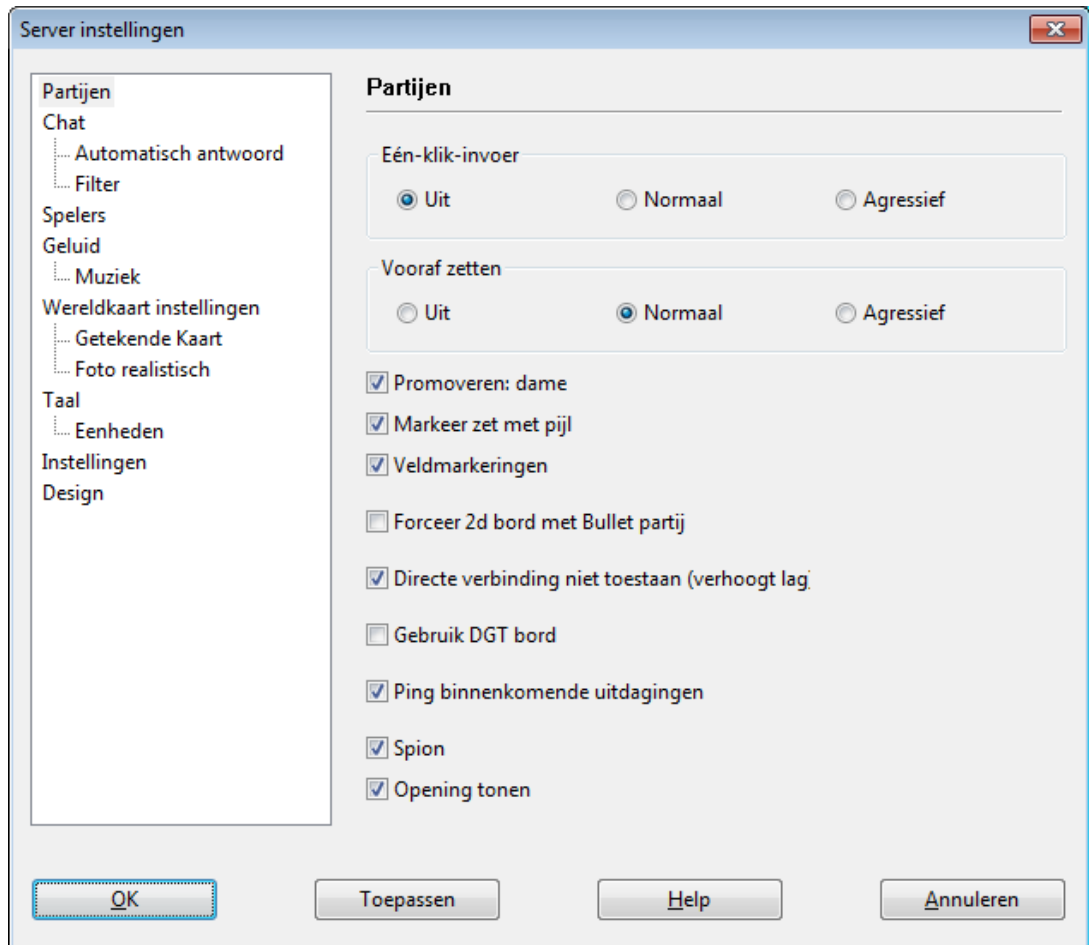 Server instellingen
Partijen
Chat
Automatisch antwoord
Filter
Spelers
Geluid
Muziek
Wereldkaart instellingen
Getekende Kaart
Foto realistisch
Taal
Eenheden
Instellingen
Design
Partijen
Eén-klik-invoer
Uit Normaal Agressief
Vooraf zetten
Uit Normaal Agressief
Promoveren: dame
Markeer zet met pijl
Veldmarkeringen
Forceer 2d bord met Bullet partij
Directe verbinding niet toestaan (verhoogt lag)
Gebruik DGT bord
Ping binnenkomende uitdagingen
Spion
Opening tonen
OK Toepassen Help Annuleren